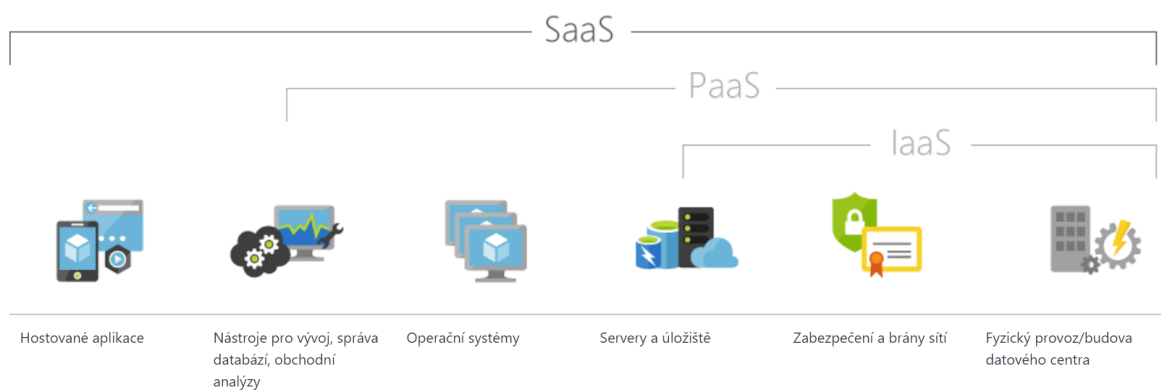 SaaS
PaaS
IaaS
Hostované aplikace
Nástroje pro vývoj, správa
databází, obchodní
analýzy
Operační systémy
Servery a úložiště
Zabezpečení a brány sítí
Fyzický provoz/budova
datového centra